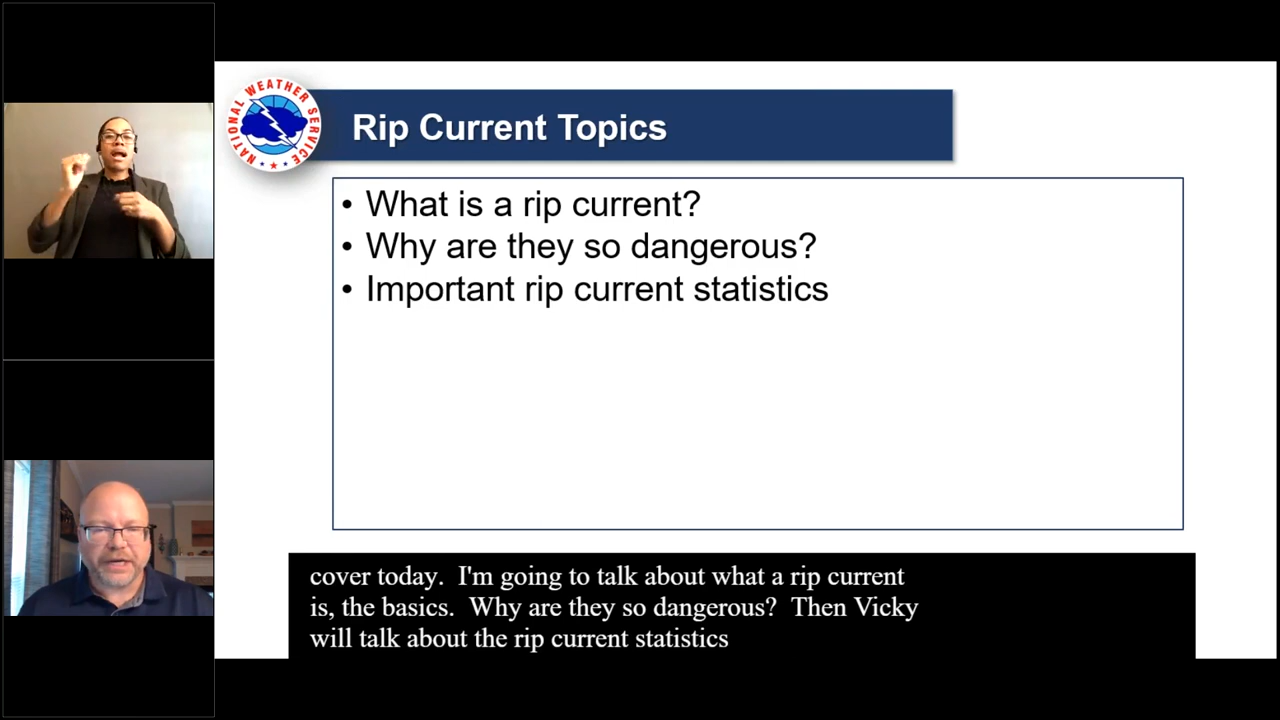 NATIONAL WEATHER SERVICE
Rip Current Topics
• What is a rip current?
• Why are they so dangerous?
• Important rip current statistics
cover today.  I'm going to talk about what a rip current
is, the basics.  Why are they so dangerous?  Then Vicky
will talk about the rip current statistics